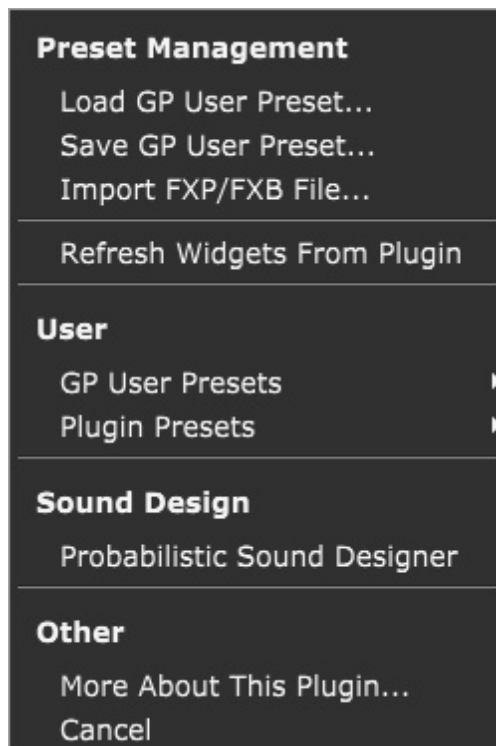 Preset Management
Load GP User Preset...
Save GP User Preset...
Import FXP/FXB File...
Refresh Widgets From Plugin
User
GP User Presets
Plugin Presets
Sound Design
Probabilistic Sound Designer
Other
More About This Plugin...
Cancel